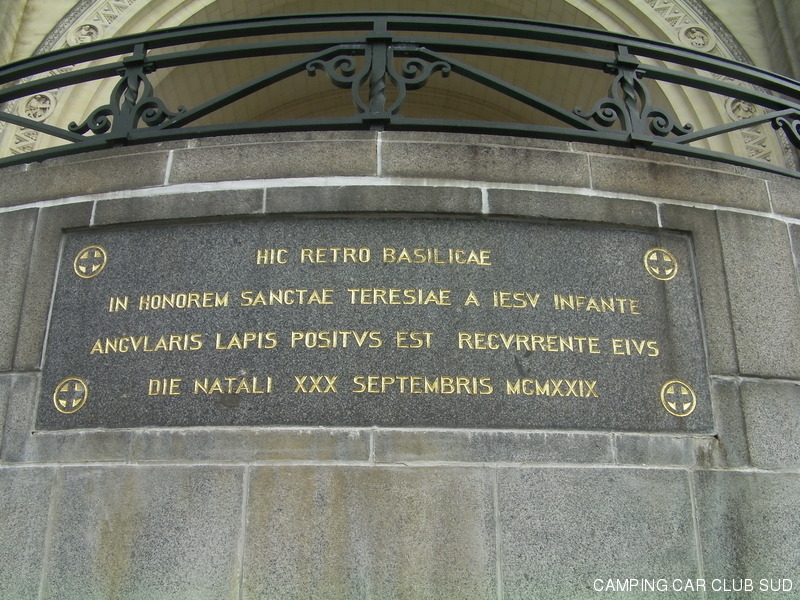 HIC RETRO BASILICAE
IN HONOREM SANCTAE TERESIAE A IESV INFANTE
ANGVLARIS LAPIS POSITVS EST RECVRRENTE EIVS
DIE NATALI XXX SEPTEMBRIS MCMXXIX
CAMPING CAR CLUB SUD